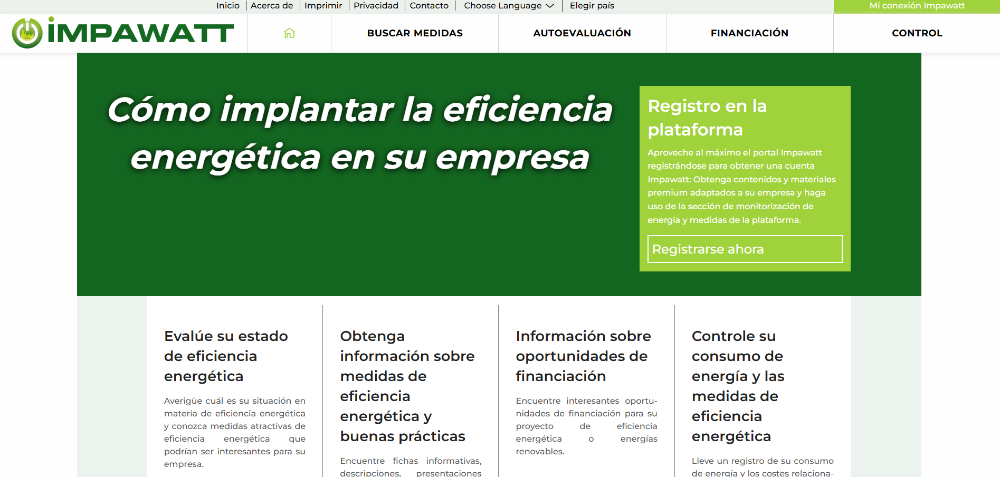 Inicio Acerca de Imprimir Privacidad Contacto Choose Language Elegir país Mi conexión Impawatt
iMPAWATT BUSCAR MEDIDAS AUTOEVALUACIÓN FINANCIACIÓN CONTROL
Cómo implantar la eficiencia
energética en su empresa
Registro en la
plataforma
Aproveche al máximo el portal Impawatt
registrándose para obtener una cuenta
Impawatt: Obtenga contenidos y materiales
premium adaptados a su empresa y haga
uso de la sección de monitorización de
energía y medidas de la plataforma.
Registrarse ahora
Evalúe su estado
de eficiencia
energética
Averigüe cuál es su situación en
materia de eficiencia energética
y conozca medidas atractivas de
eficiencia energética que
podrían ser interesantes para su
empresa.
Obtenga
información sobre
medidas de
eficiencia
energética y
buenas prácticas
Encuentre fichas informativas,
descripciones, presentaciones
Información sobre
oportunidades de
financiación
Encuentre interesantes oportu-
nidades de financiación para su
proyecto de eficiencia
energética o energías
renovables.
Controle su
consumo de
energía y las
medidas de
eficiencia
energética
Lleve un registro de su consumo
de energía y los costes relaciona-